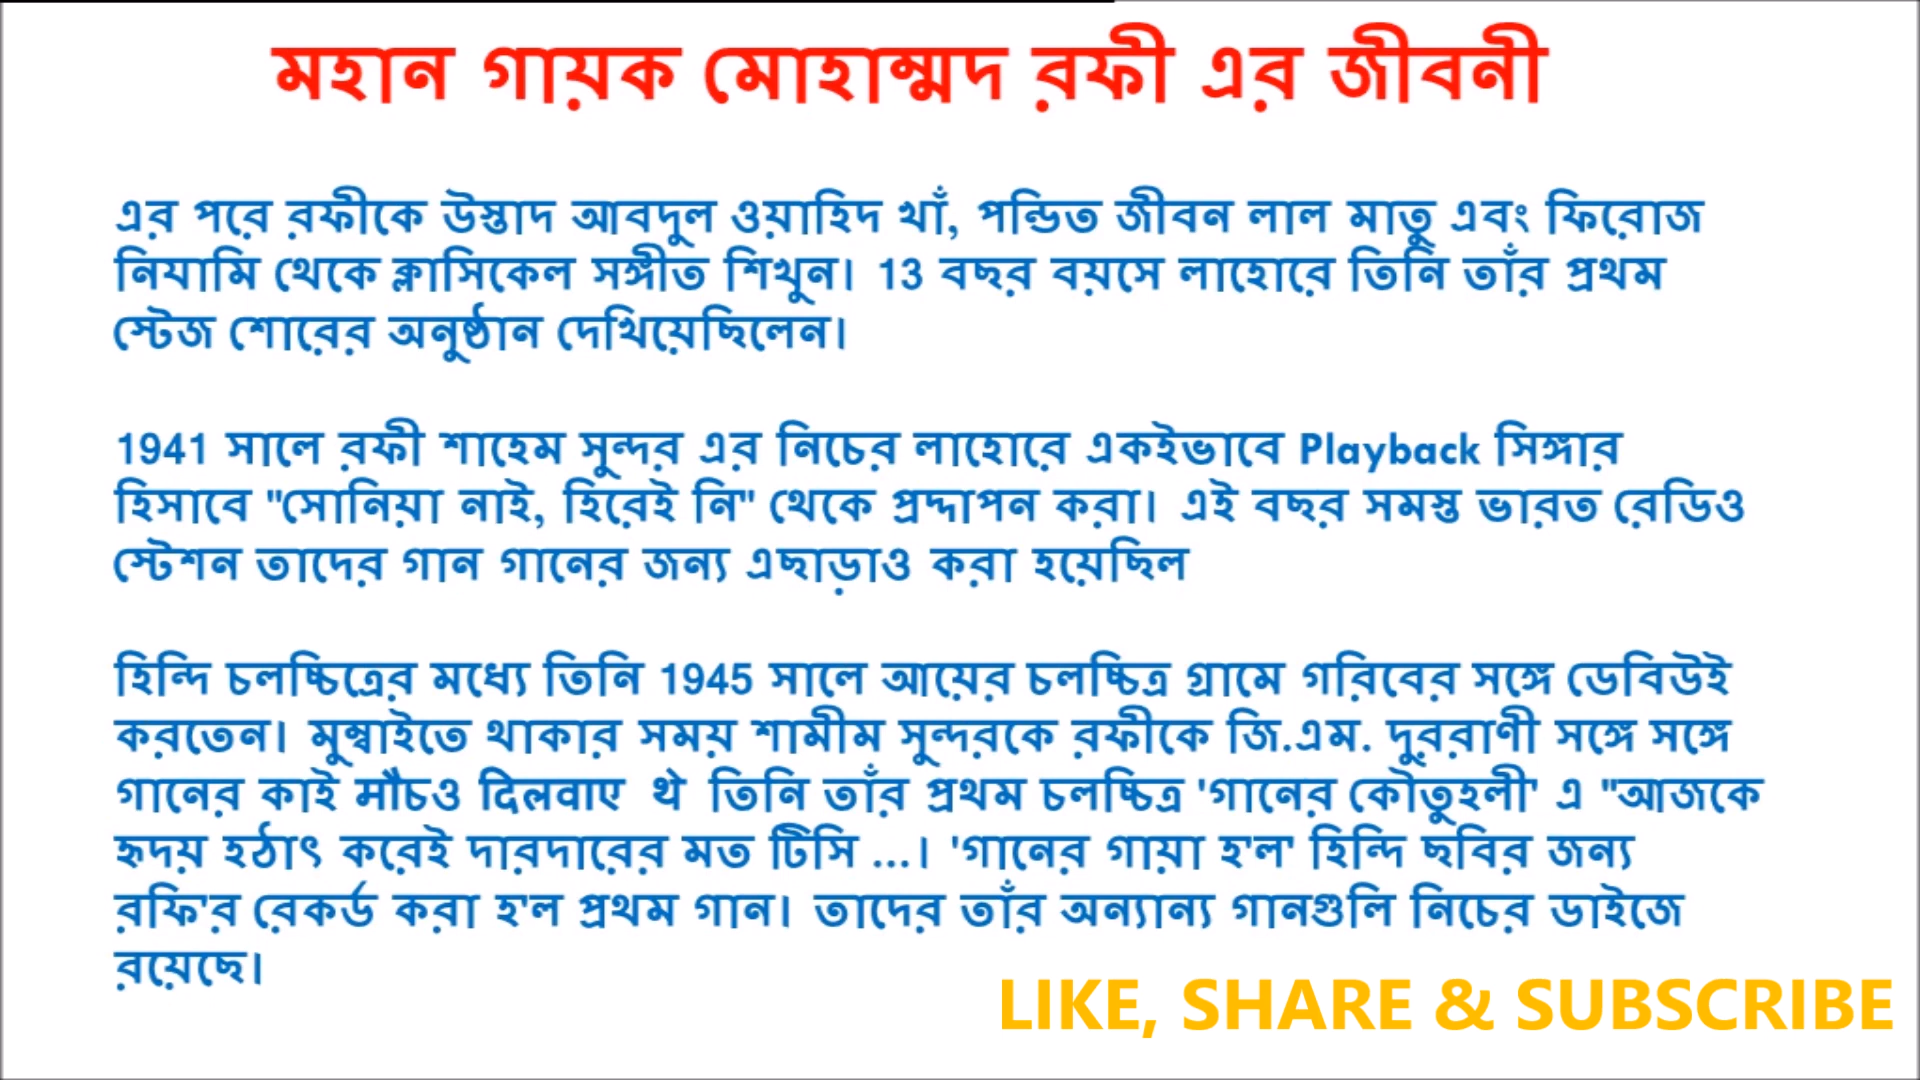 মহান গায়ক মোহাম্মদ রফী এর জীবনী
এর পরে রফীকে উস্তাদ আবদুল ওয়াহিদ খাঁ, পন্ডিত জীবন লাল মাতু এবং ফিরোজ
নিযামি থেকে ক্লাসিকেল সঙ্গীত শিখুন। 13 বছর বয়সে লাহোরে তিনি তাঁর প্রথম
স্টেজ শোরের অনুষ্ঠান দেখিয়েছিলেন।
1941 সালে রফী শাহেম সুন্দর এর নিচের লাহোরে একইভাবে Playback সিঙ্গার
হিসাবে "সোনিয়া নাই, হিরেই নি" থেকে প্রদ্দাপন করা। এই বছর সমস্ত ভারত রেডিও
স্টেশন তাদের গান গানের জন্য এছাড়াও করা হয়েছিল
হিন্দি চলচ্চিত্রের মধ্যে তিনি 1945 সালে আয়ের চলচ্চিত্র গ্রামে গরিবের সঙ্গে ডেবিউই
করতেন। মুম্বাইতে থাকার সময় শামীম সুন্দরকে রফীকে জি.এম. দুররাণী সঙ্গে সঙ্গে
গানের কাই मौচও दिलवाए थे তিনি তাঁর প্রথম চলচ্চিত্র 'গানের কৌতুহলী' এ "আজকে
হৃদয় হঠাৎ করেই দারদারের মত টিসি ...। 'গানের গায়া হ'ল' হিন্দি ছবির জন্য
রফি'র রেকর্ড করা হ'ল প্রথম গান। তাদের তাঁর অন্যান্য গানগুলি নিচের ডাইজে
রয়েছে।
LIKE, SHARE & SUBSCRIBE